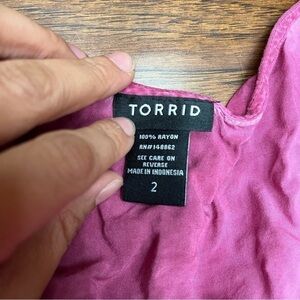 TORRID
100% RAYON
RN#148862
SEE CARE ON
REVERSE
MADE IN INDONESIA
2